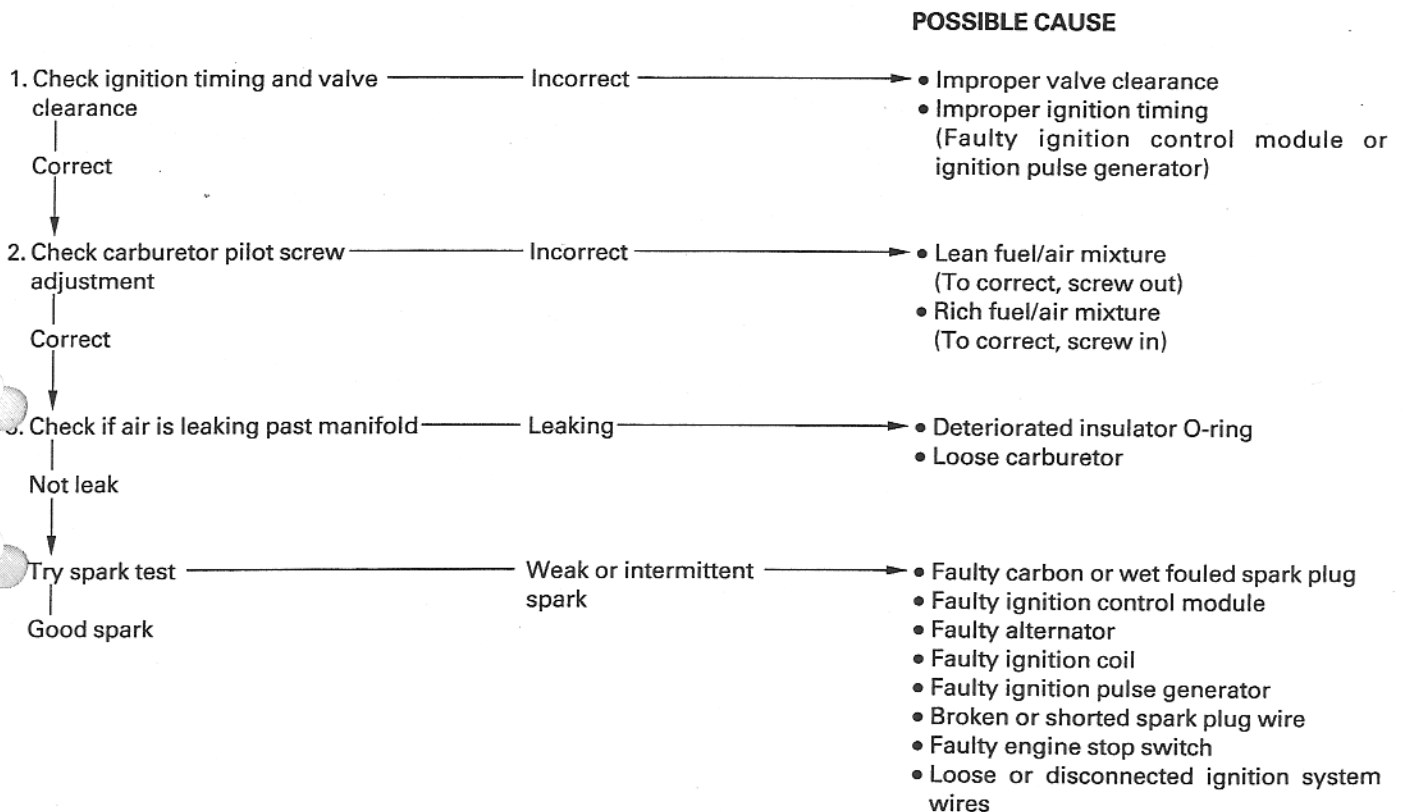 POSSIBLE CAUSE
1. Check ignition timing and valve
clearance
Incorrect
• Improper valve clearance
• Improper ignition timing
(Faulty ignition control module or
ignition pulse generator)
Correct
2. Check carburetor pilot screw
adjustment
Incorrect
• Lean fuel/air mixture
(To correct, screw out)
• Rich fuel/air mixture
(To correct, screw in)
Correct
Check if air is leaking past manifold
Leaking
• Deteriorated insulator O-ring
• Loose carburetor
Not leak
Try spark test
Weak or intermittent
spark
• Faulty carbon or wet fouled spark plug
• Faulty ignition control module
• Faulty alternator
• Faulty ignition coil
• Faulty ignition pulse generator
• Broken or shorted spark plug wire
• Faulty engine stop switch
• Loose or disconnected ignition system
wires
Good spark